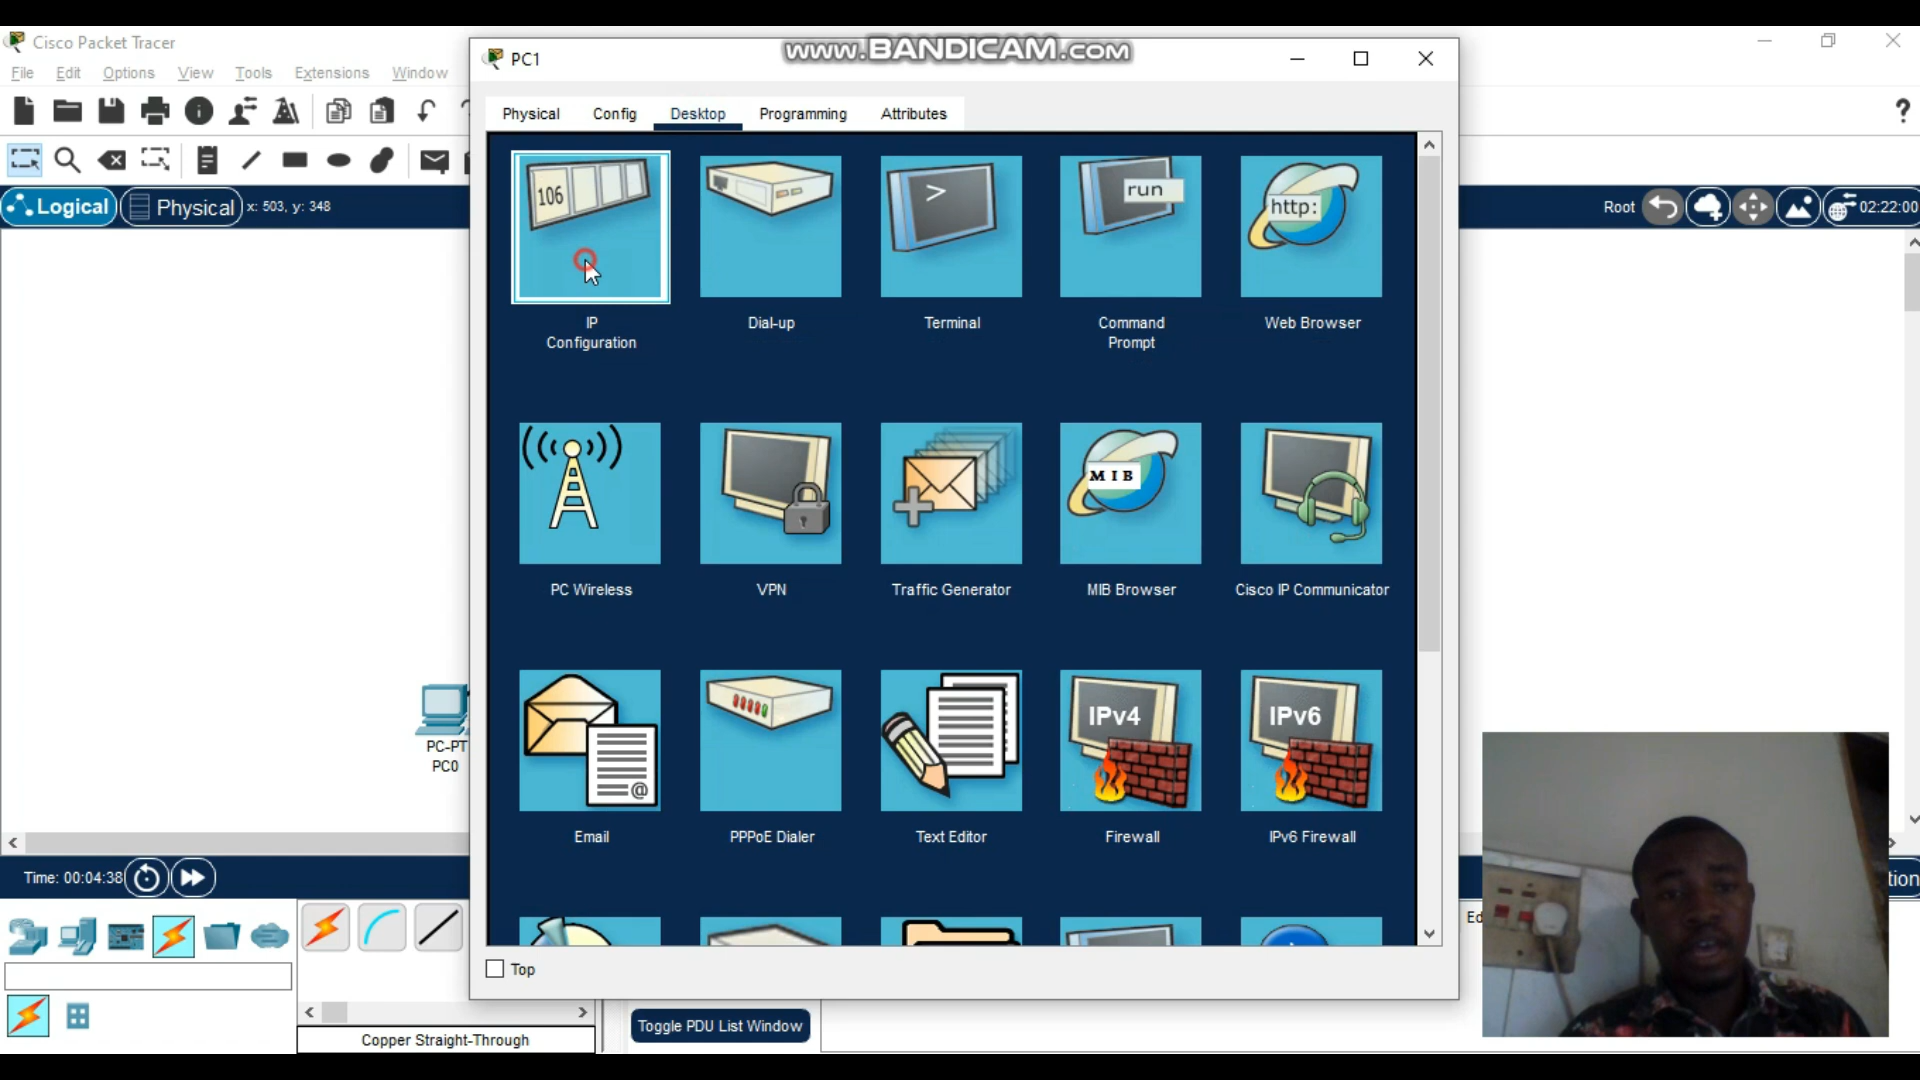 Cisco Packet Tracer
PC1
www.BANDICAM.com
File Edit Options View Tools Extensions Window
Physical Config Desktop Programming Attributes
Logical
Physical
x: 503, y: 348
Root
02:22:00
106
>
run
http:
IP
Configuration
Dial-up
Terminal
Command
Prompt
Web Browser
MIB
PC Wireless
VPN
Traffic Generator
MIB Browser
Cisco IP Communicator
PC-PT
PC0
@
IPv4
IPv6
Email
PPPoE Dialer
Text Editor
Firewall
IPv6 Firewall
Time: 00:04:38
tion
Ed
Top
Toggle PDU List Window
Copper Straight-Through